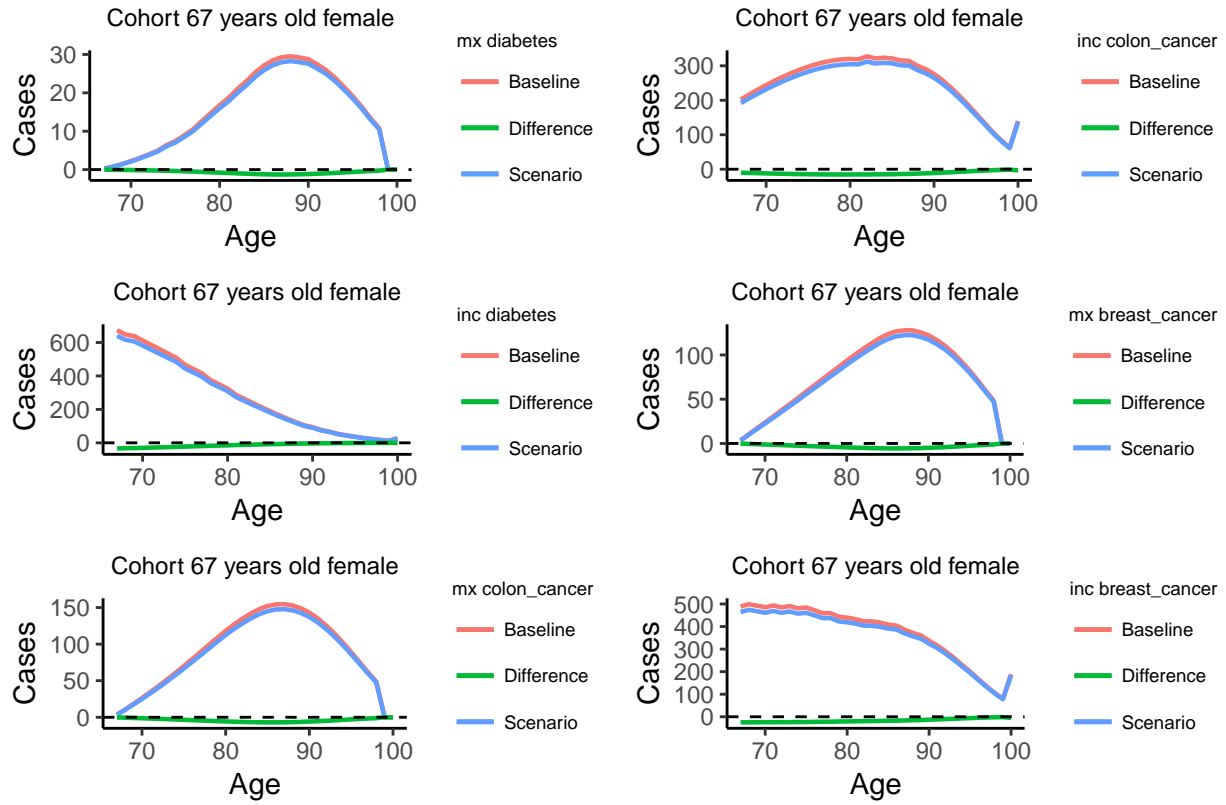 Cohort 67 years old female
mx diabetes
Baseline
Difference
Scenario
Cases
30
20
10
0
70 80 90 100
Age
Cohort 67 years old female
inc colon_cancer
Baseline
Difference
Scenario
Cases
300
200
100
0
70 80 90 100
Age
Cohort 67 years old female
inc diabetes
Baseline
Difference
Scenario
Cases
600
400
200
0
70 80 90 100
Age
Cohort 67 years old female
mx breast_cancer
Baseline
Difference
Scenario
Cases
100
50
0
70 80 90 100
Age
Cohort 67 years old female
mx colon_cancer
Baseline
Difference
Scenario
Cases
150
100
50
0
70 80 90 100
Age
Cohort 67 years old female
inc breast_cancer
Baseline
Difference
Scenario
Cases
500
400
300
200
100
0
70 80 90 100
Age